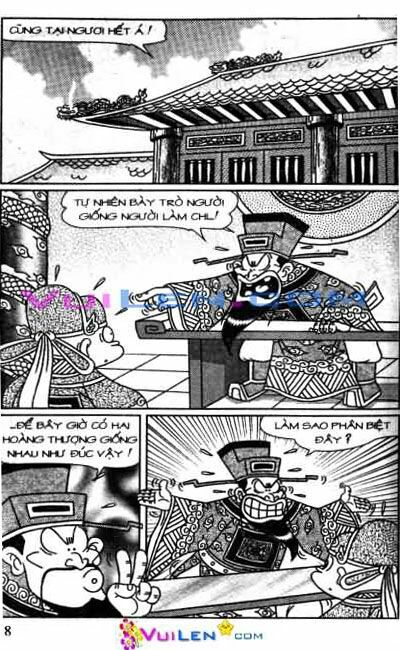 CŨNG TẠI NGƯƠI HẾT Á!
TỰ NHIÊN BÀY TRÒ NGƯỜI
GIỐNG NGƯỜI LÀM CHI!
VUILEN.COM
..ĐỂ BÂY GIỜ CÓ HAI
HOÀNG THƯỢNG GIỐNG
NHAU NHƯ ĐÚC VẬY!
LÀM SAO PHÂN BIỆT
ĐÂY?
8
VUILEN COM